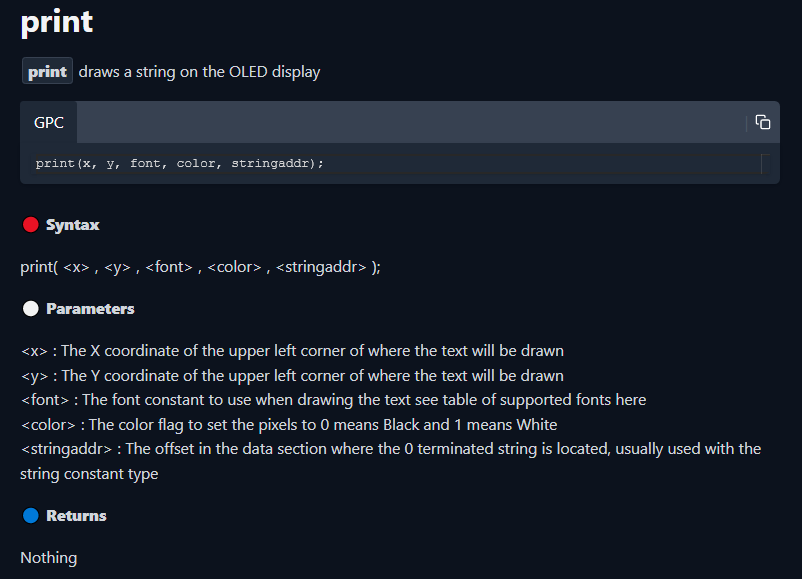 print
print draws a string on the OLED display
GPC
print(x, y, font, color, stringaddr);
Syntax
print( <x> , <y> , <font> , <color> , <stringaddr> );
Parameters
<x> : The X coordinate of the upper left corner of where the text will be drawn
<y> : The Y coordinate of the upper left corner of where the text will be drawn
<font> : The font constant to use when drawing the text see table of supported fonts here
<color> : The color flag to set the pixels to 0 means Black and 1 means White
<stringaddr> : The offset in the data section where the 0 terminated string is located, usually used with the
string constant type
Returns
Nothing